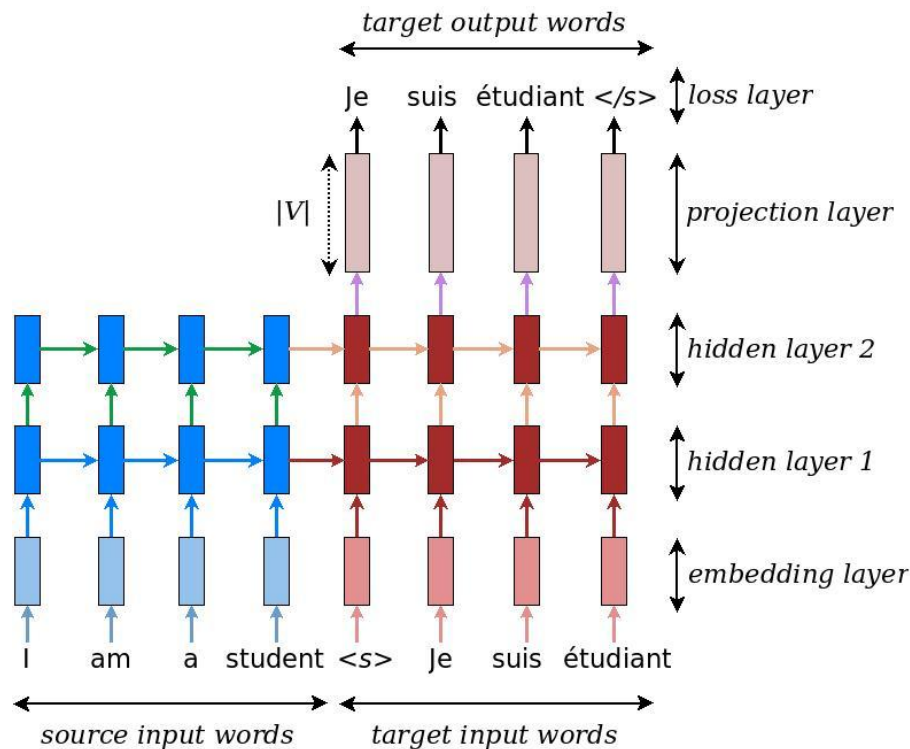 target output words
Je suis étudiant </s>
loss layer
|V|
projection layer
hidden layer 2
hidden layer 1
embedding layer
I am a student <s> Je suis étudiant
source input words
target input words